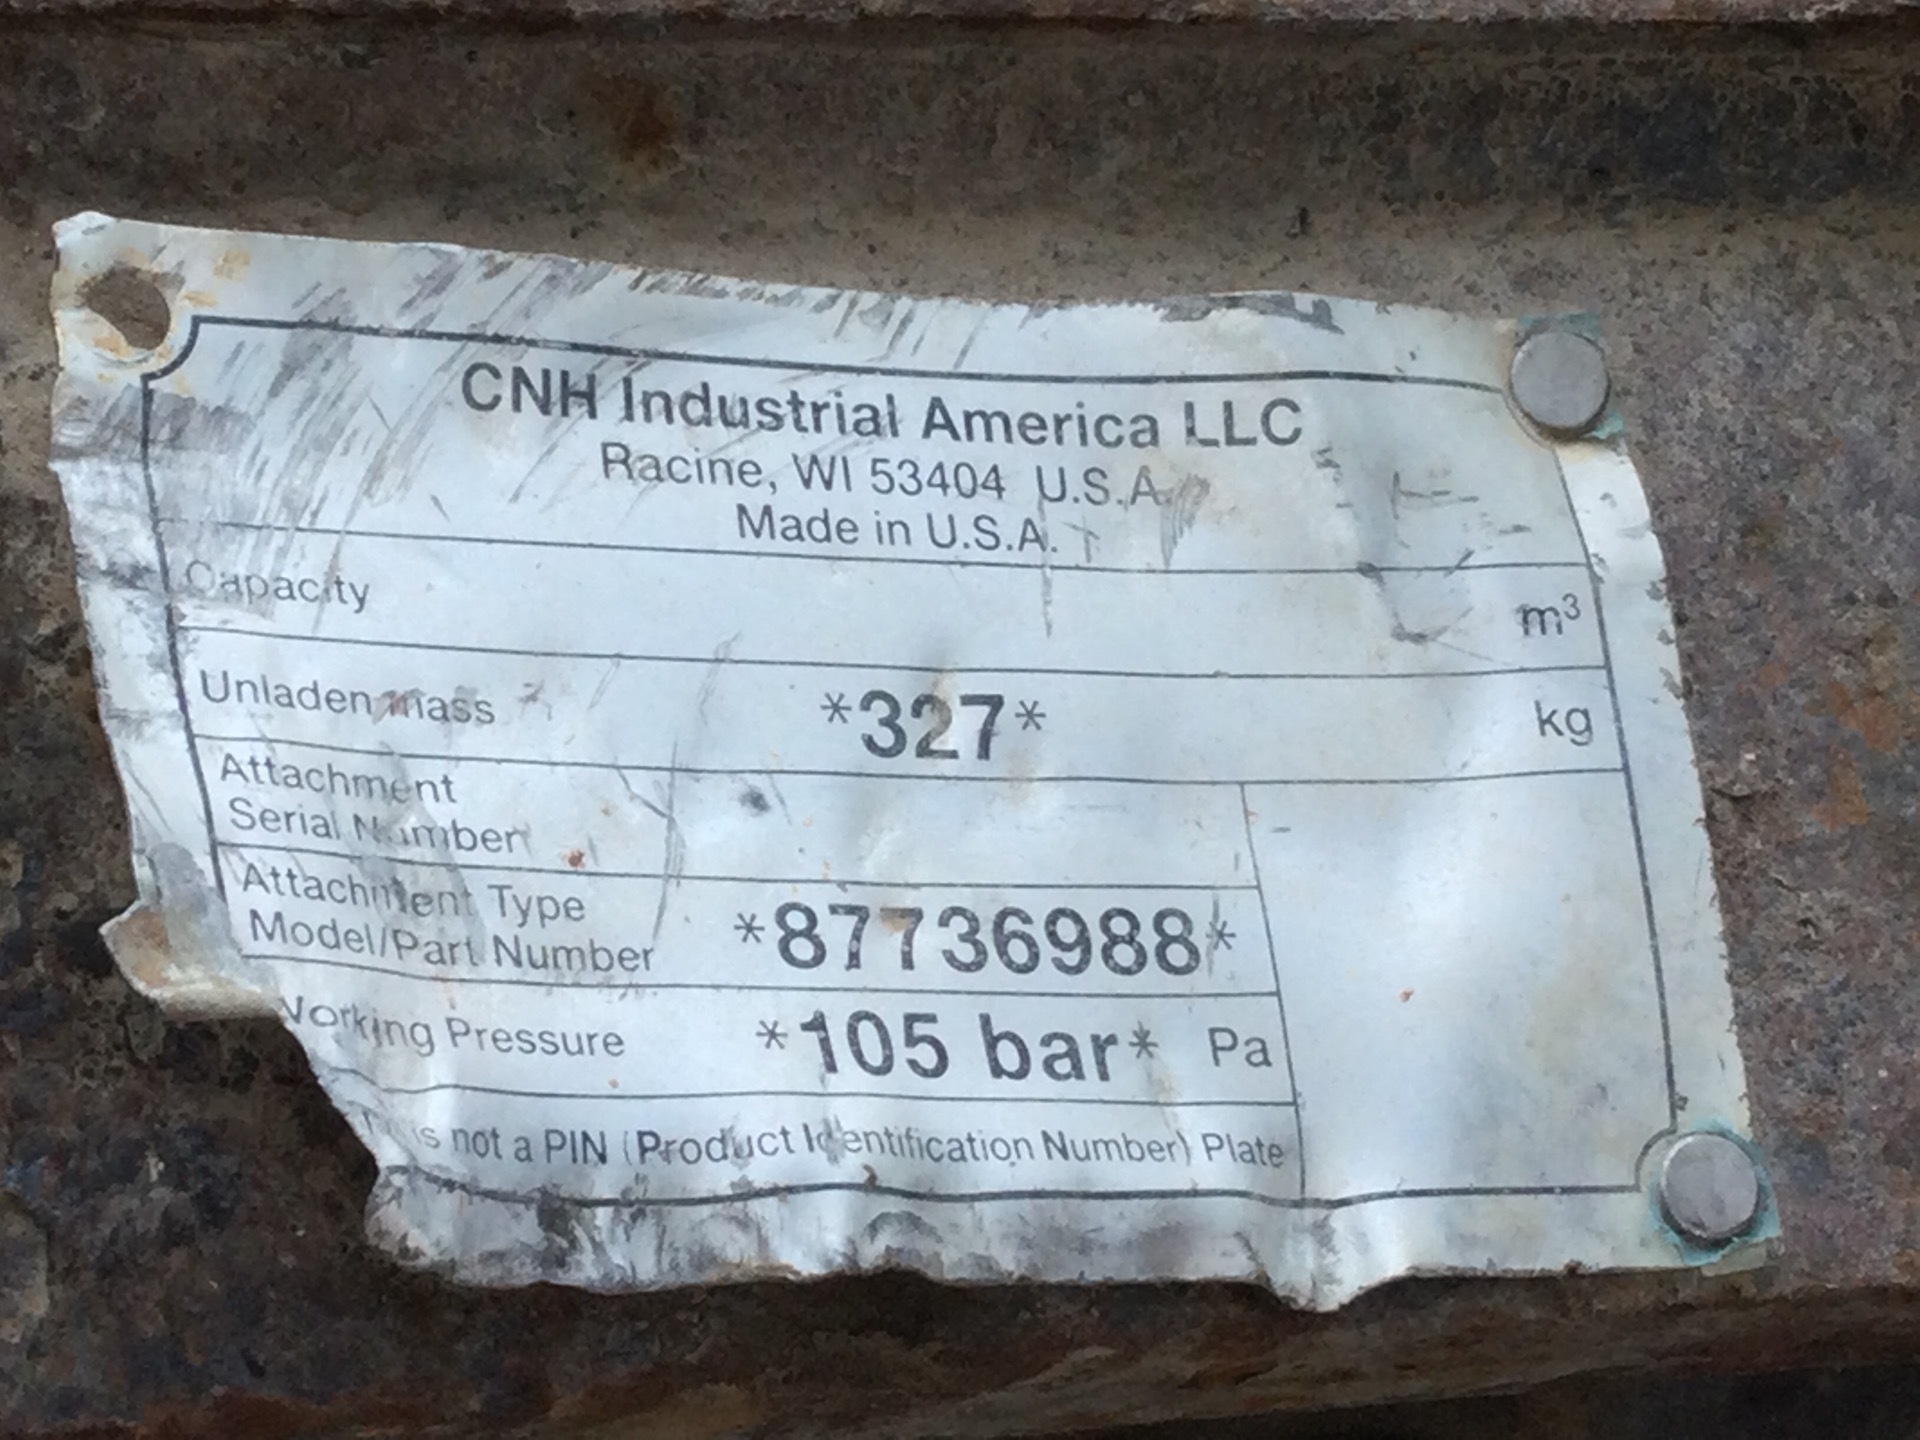 CNH Industrial America LLC
Racine, WI 53404 U.S.A.
Made in U.S.A.
Capacity m³
Unladen mass *327* kg
Attachment
Serial Number
Attachment Type
Model/Part Number *87736988*
Working Pressure *105 bar* Pa
This is not a PIN (Product Identification Number) Plate